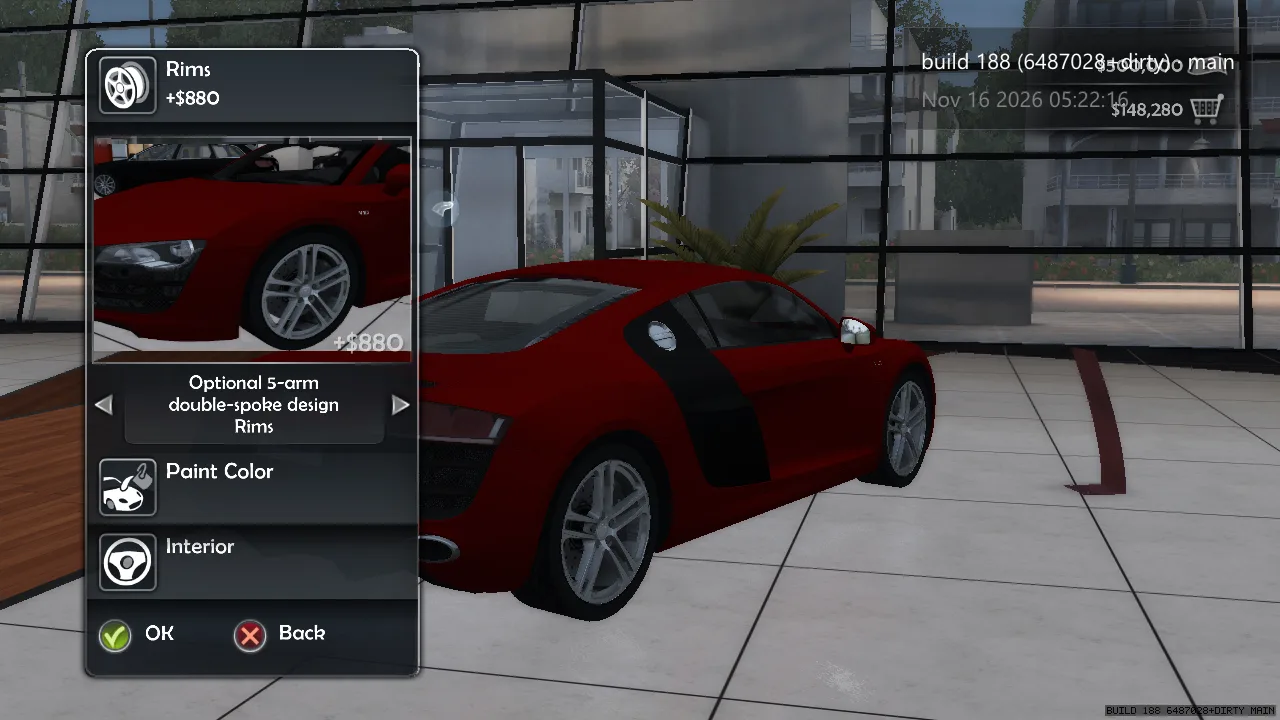 Rims
+$880
build 188 (6487028+dirty) main
Nov 16 2026 05:22:16
$148,280
+$880
Optional 5-arm
double-spoke design
Rims
Paint Color
Interior
OK
Back
BUILD 188 6487028+DIRTY MAIN